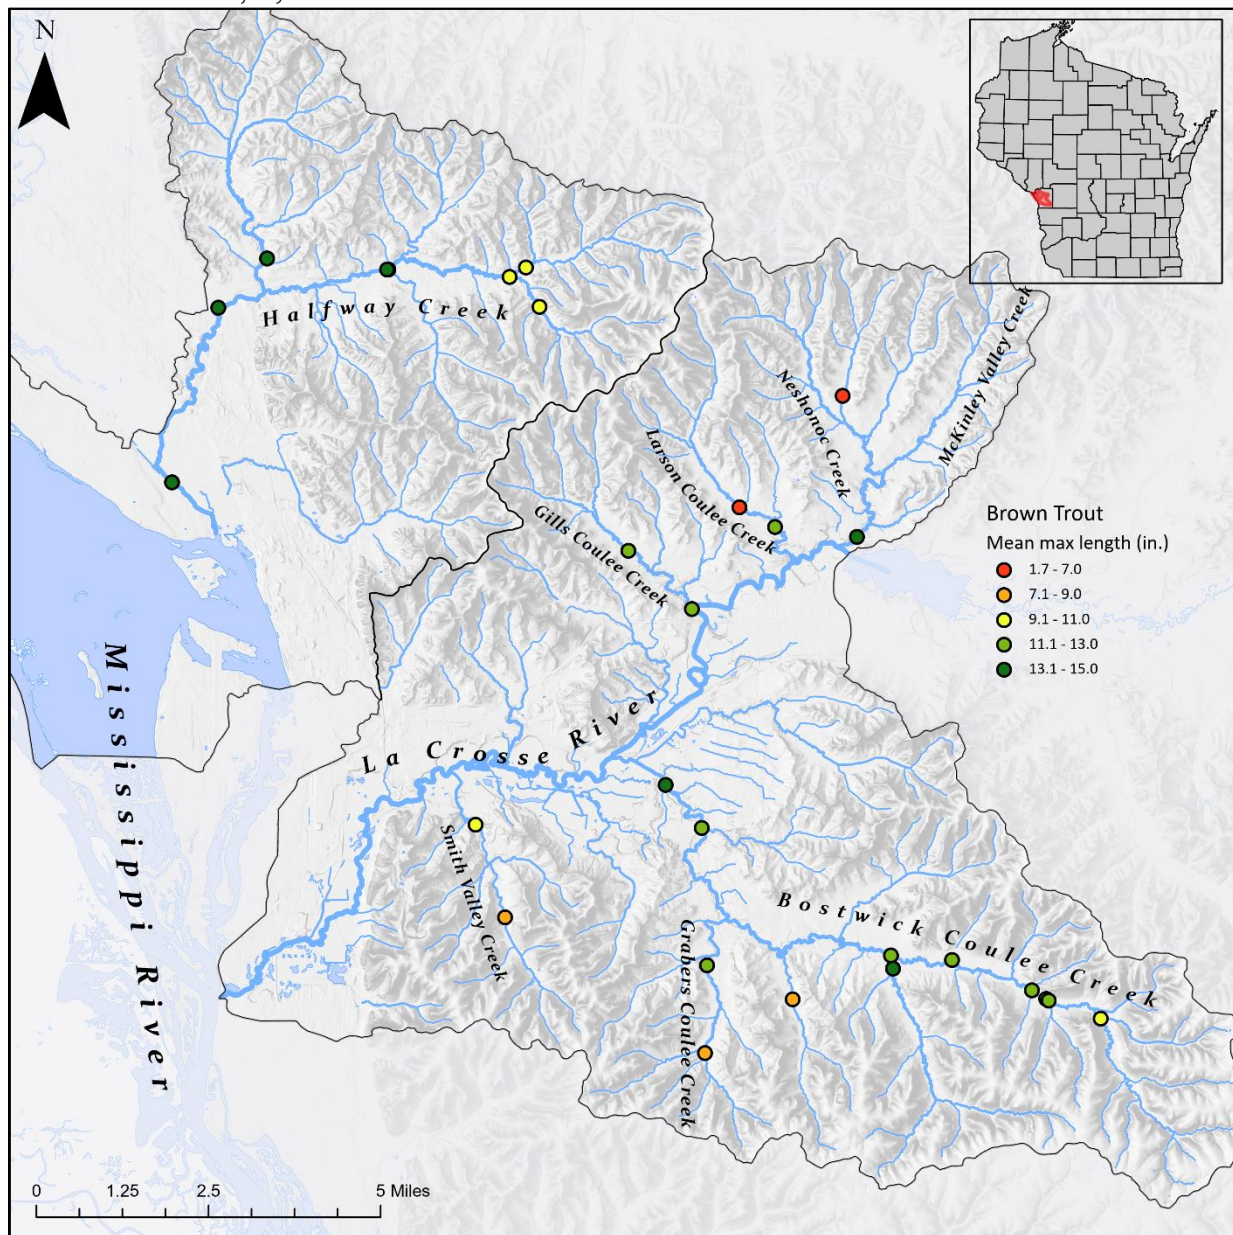 N
Halfway Creek
Neshonoc Creek
McKinley Valley Creek
Larson Coulee Creek
Gills Coulee Creek
Brown Trout
Mean max length (in.)
1.7 - 7.0
7.1 - 9.0
9.1 - 11.0
11.1 - 13.0
13.1 - 15.0
Mississippi River
La Crosse River
Smith Valley Creek
Bostwick Coulee Creek
Grabers Coulee Creek
0 1.25 2.5 5 Miles